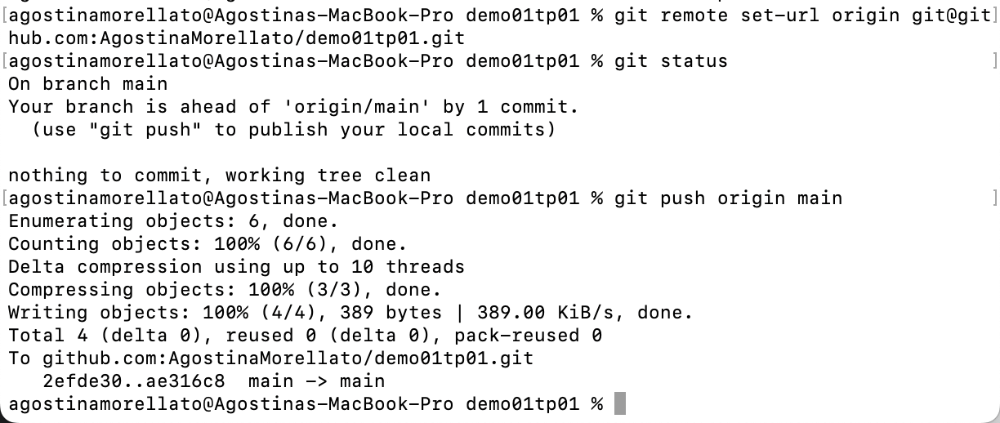 [agostinamorellato@Agostinas-MacBook-Pro demo01tp01 % git remote set-url origin git@git]
hub.com:AgostinaMorellato/demo01tp01.git
[agostinamorellato@Agostinas-MacBook-Pro demo01tp01 % git status ]
On branch main
Your branch is ahead of 'origin/main' by 1 commit.
  (use "git push" to publish your local commits)

nothing to commit, working tree clean
[agostinamorellato@Agostinas-MacBook-Pro demo01tp01 % git push origin main ]
Enumerating objects: 6, done.
Counting objects: 100% (6/6), done.
Delta compression using up to 10 threads
Compressing objects: 100% (3/3), done.
Writing objects: 100% (4/4), 389 bytes | 389.00 KiB/s, done.
Total 4 (delta 0), reused 0 (delta 0), pack-reused 0
To github.com:AgostinaMorellato/demo01tp01.git
   2efde30..ae316c8  main -> main
agostinamorellato@Agostinas-MacBook-Pro demo01tp01 %